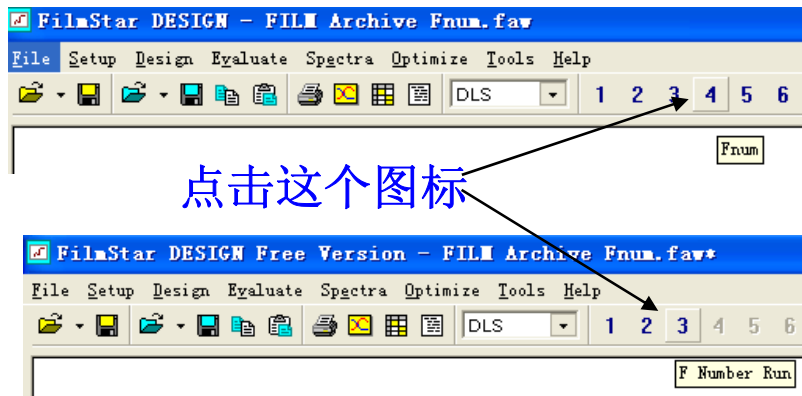 FilmStar DESIGN - FILM Archive Fnum.faw
File Setup Design Evaluate Spectra Optimize Tools Help
DLS 1 2 3 4 5 6
Fnum
点击这个图标
FilmStar DESIGN Free Version - FILM Archive Fnum.faw*
File Setup Design Evaluate Spectra Optimize Tools Help
DLS 1 2 3 4 5 6
F Number Run